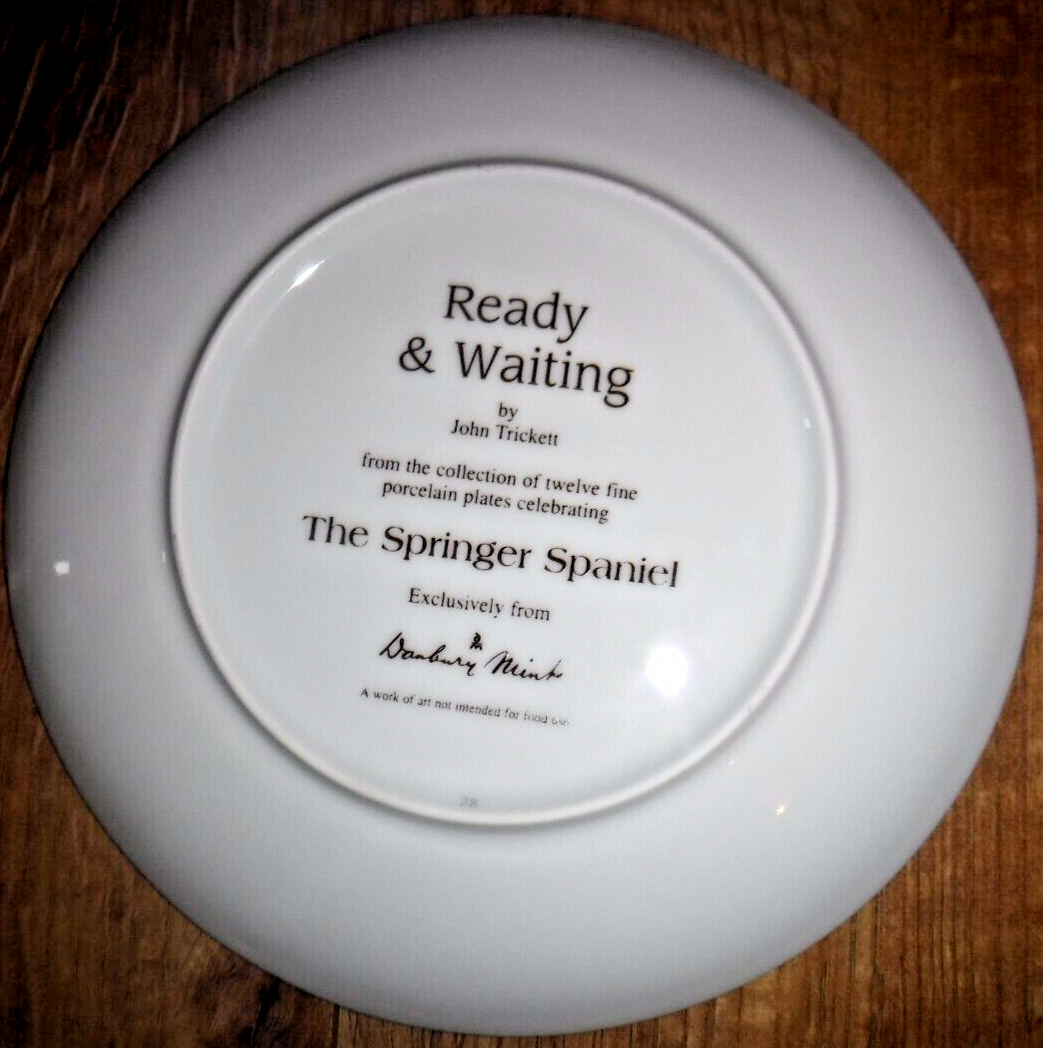 Ready
& Waiting
by
John Trickett
from the collection of twelve fine
porcelain plates celebrating
The Springer Spaniel
Exclusively from
Danbury Mint
A work of art not intended for food use.
28